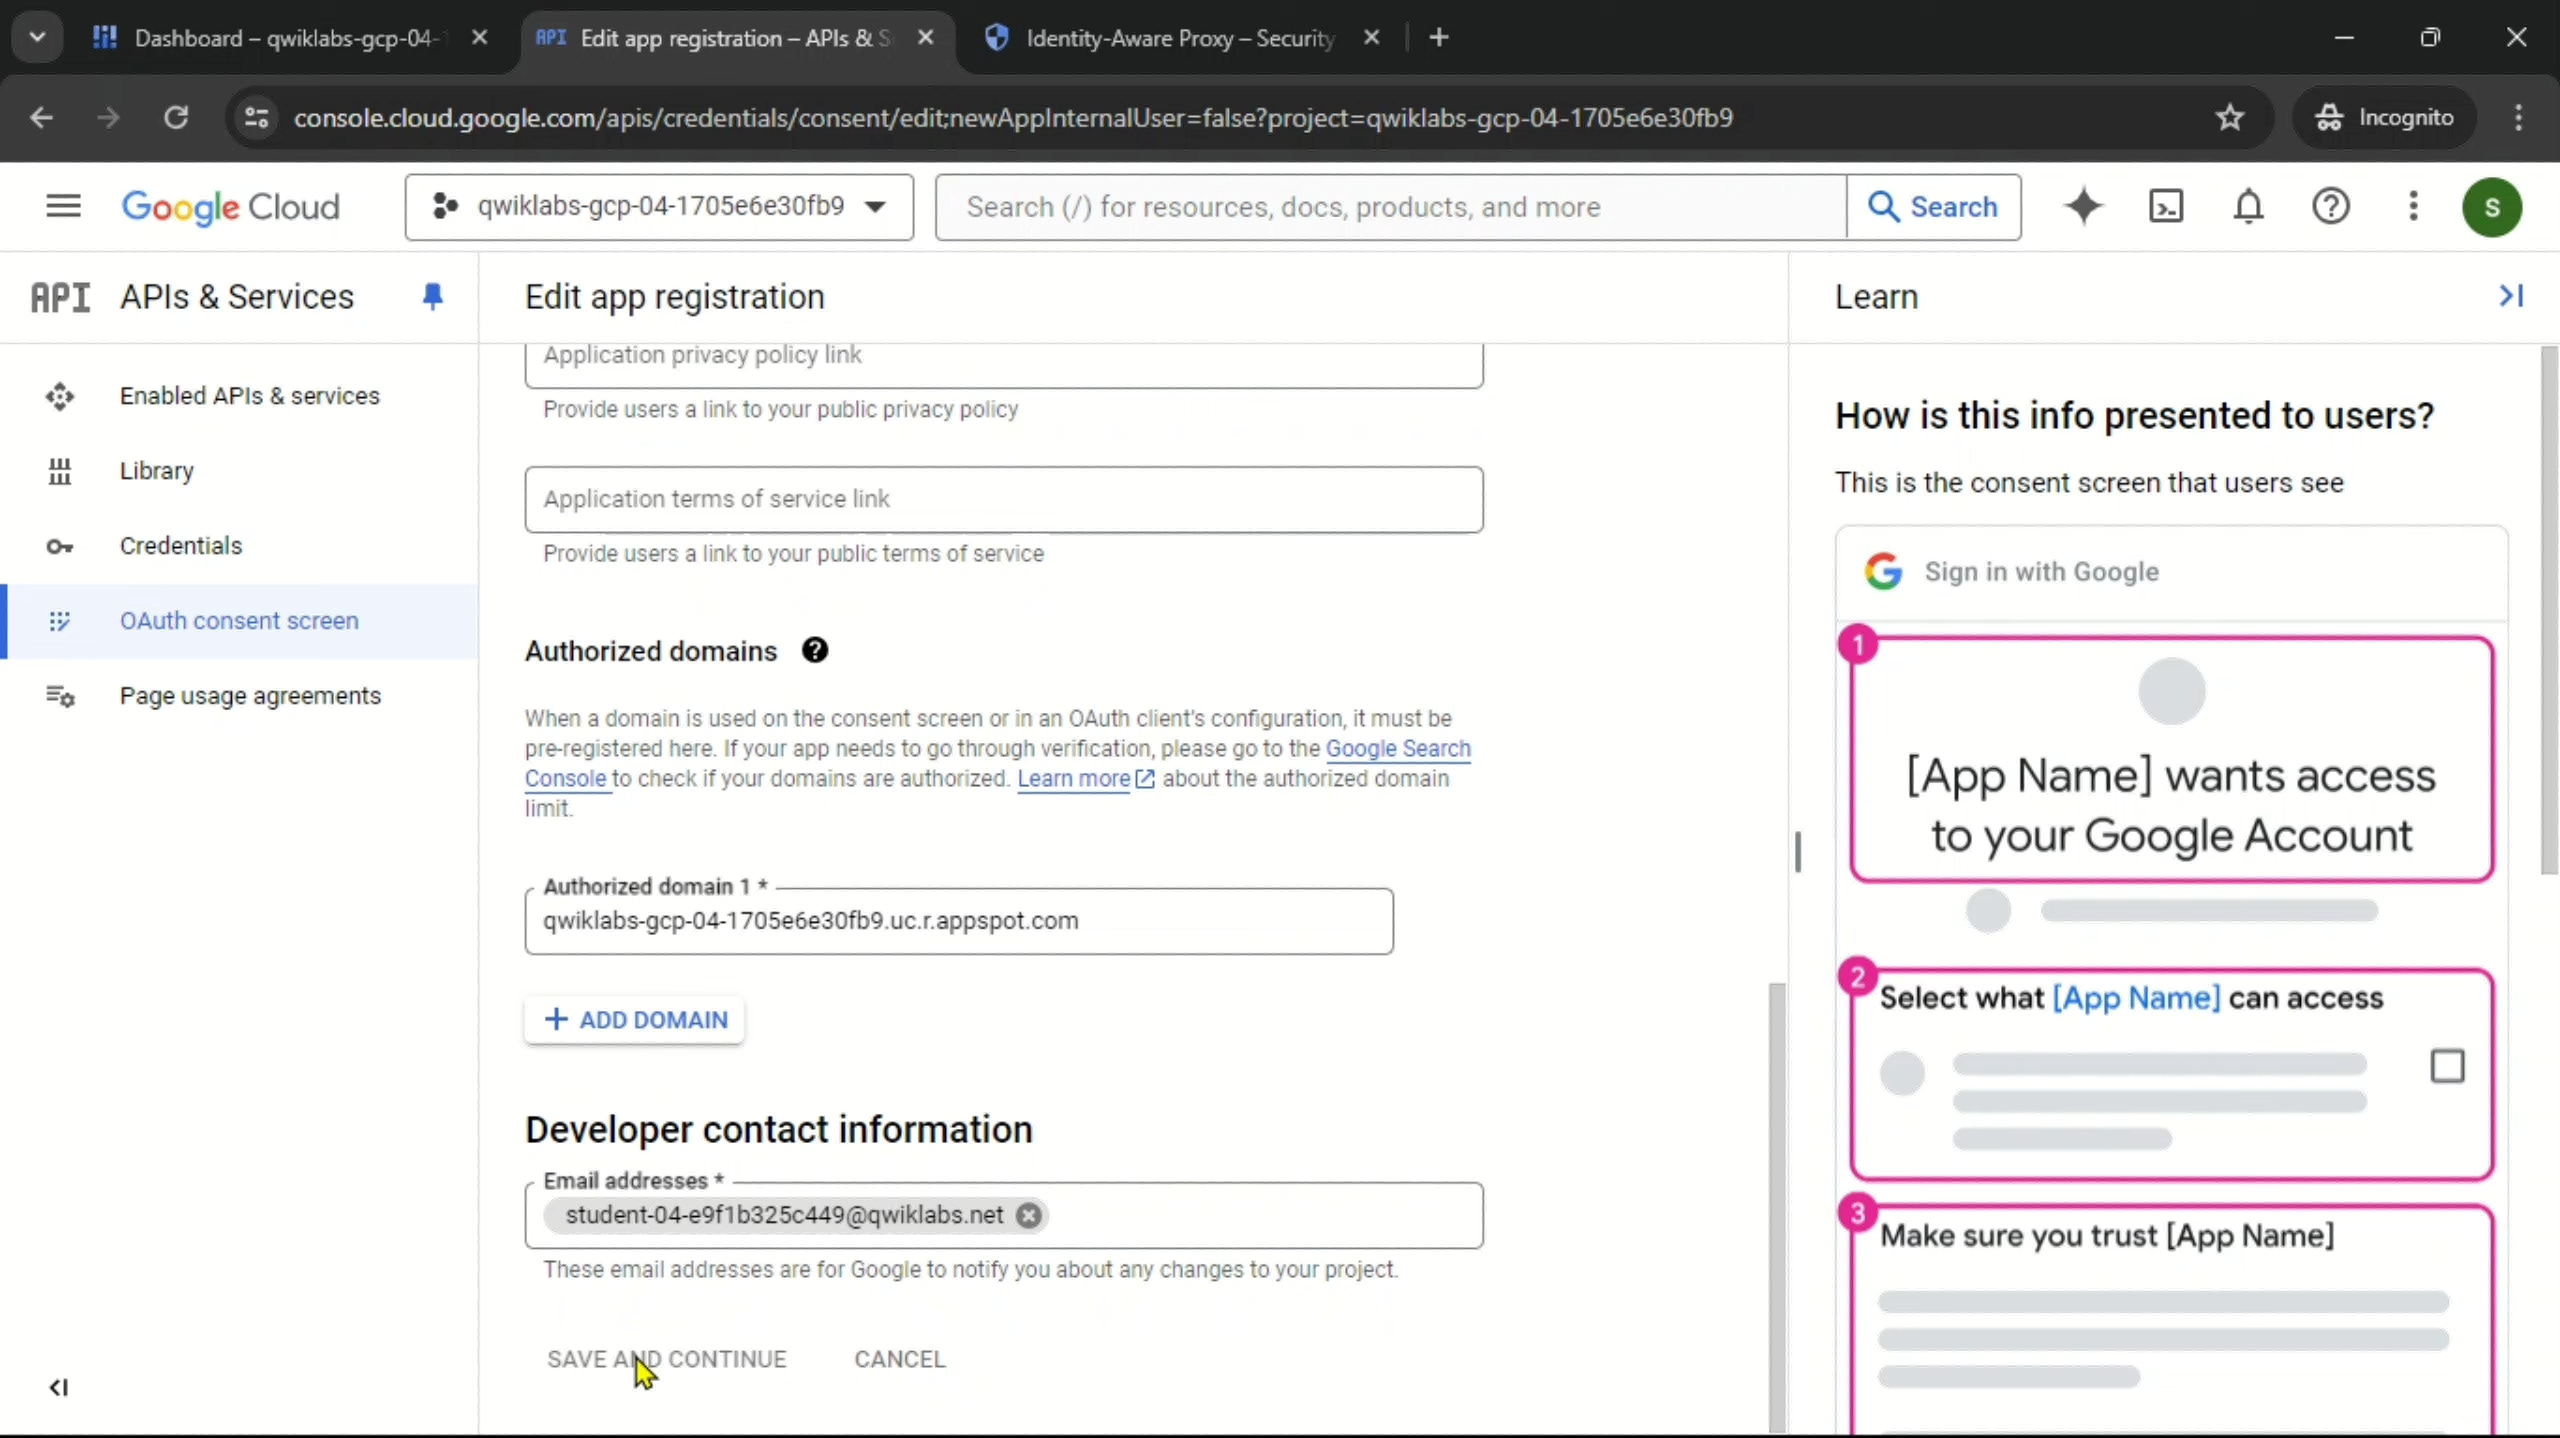 Dashboard – qwiklabs-gcp-04-
API Edit app registration – APIs & S
Identity-Aware Proxy – Security
console.cloud.google.com/apis/credentials/consent/edit;newAppInternalUser=false?project=qwiklabs-gcp-04-1705e6e30fb9
Incognito
Google Cloud
qwiklabs-gcp-04-1705e6e30fb9
Search (/) for resources, docs, products, and more
Search
S
API APIs & Services
Enabled APIs & services
Library
Credentials
OAuth consent screen
Page usage agreements
Edit app registration
Application privacy policy link
Provide users a link to your public privacy policy
Application terms of service link
Provide users a link to your public terms of service
Authorized domains
When a domain is used on the consent screen or in an OAuth client's configuration, it must be
pre-registered here. If your app needs to go through verification, please go to the Google Search
Console to check if your domains are authorized. Learn more about the authorized domain
limit.
Authorized domain 1 *
qwiklabs-gcp-04-1705e6e30fb9.uc.r.appspot.com
+ ADD DOMAIN
Developer contact information
Email addresses *
student-04-e9f1b325c449@qwiklabs.net
These email addresses are for Google to notify you about any changes to your project.
SAVE AND CONTINUE
CANCEL
Learn
How is this info presented to users?
This is the consent screen that users see
G Sign in with Google
1
[App Name] wants access
to your Google Account
2
Select what [App Name] can access
3
Make sure you trust [App Name]